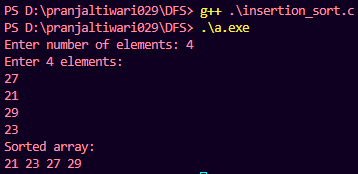 PS D:\pranjaltiwari029\DFS> g++ .\insertion_sort.c
PS D:\pranjaltiwari029\DFS> .\a.exe
Enter number of elements: 4
Enter 4 elements:
27
21
29
23
Sorted array:
21 23 27 29